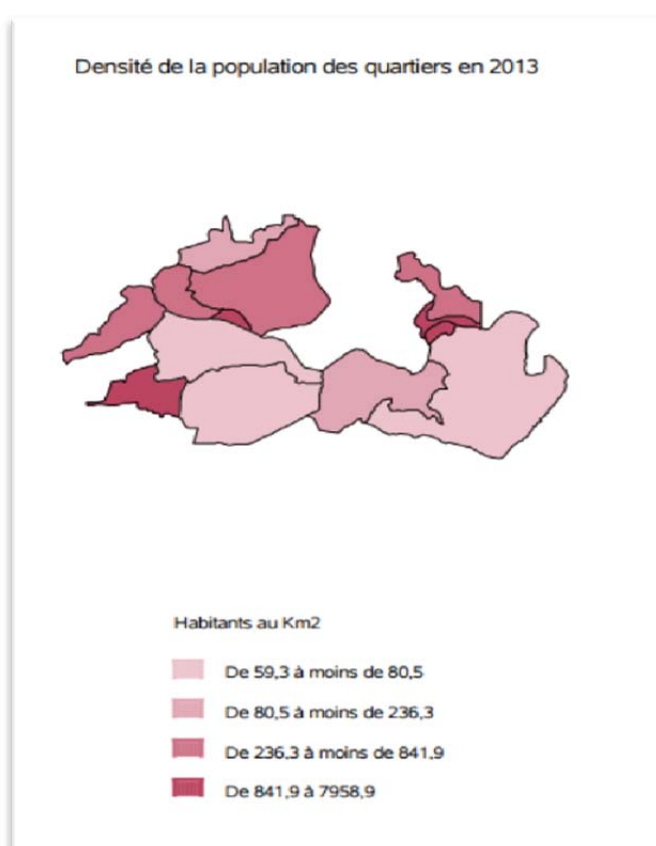 Densité de la population des quartiers en 2013
Habitants au Km2
De 59,3 à moins de 80,5
De 80,5 à moins de 236,3
De 236,3 à moins de 841,9
De 841,9 à 7958,9